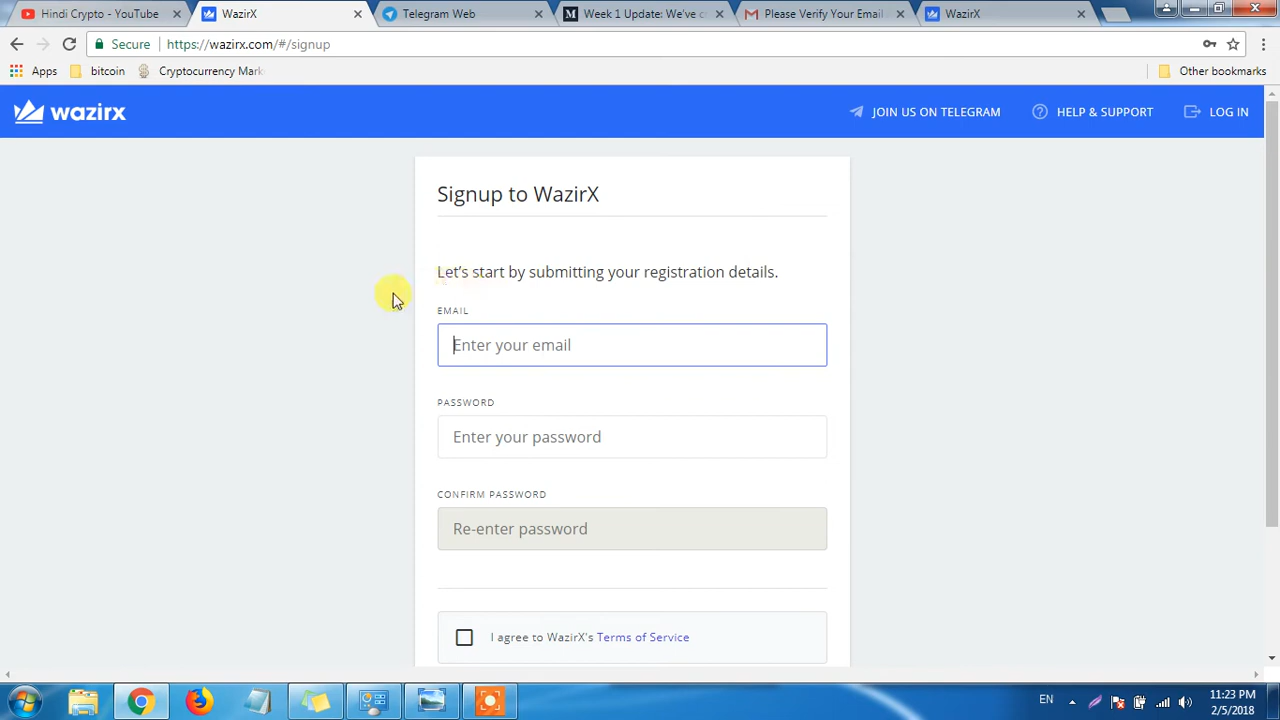 Hindi Crypto - YouTube
WazirX
Telegram Web
Week 1 Update: We've c
Please Verify Your Email
WazirX
Secure
https://wazirx.com/#/signup
Apps
bitcoin
Cryptocurrency Mark
Other bookmarks
wazirx
JOIN US ON TELEGRAM
HELP & SUPPORT
LOG IN
Signup to WazirX
Let's start by submitting your registration details.
EMAIL
Enter your email
PASSWORD
Enter your password
CONFIRM PASSWORD
Re-enter password
I agree to WazirX's Terms of Service
EN
11:23 PM
2/5/2018